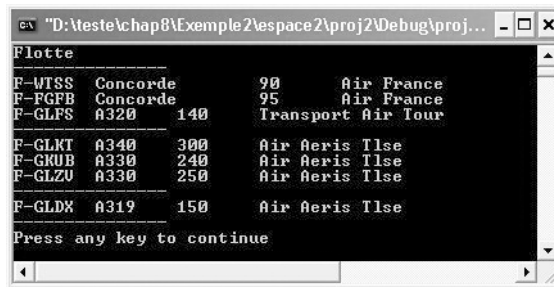 "D:\teste\chap8\Exemple2\espace2\proj2\Debug\proj...
Flotte
----------------
F-WTSS Concorde 90 Air France
F-FGFB Concorde 95 Air France
F-GLFS A320 140 Transport Air Tour
----------------
F-GLKT A340 300 Air Aeris Tlse
F-GKUB A330 240 Air Aeris Tlse
F-GLZV A330 250 Air Aeris Tlse
----------------
F-GLDX A319 150 Air Aeris Tlse
----------------
Press any key to continue